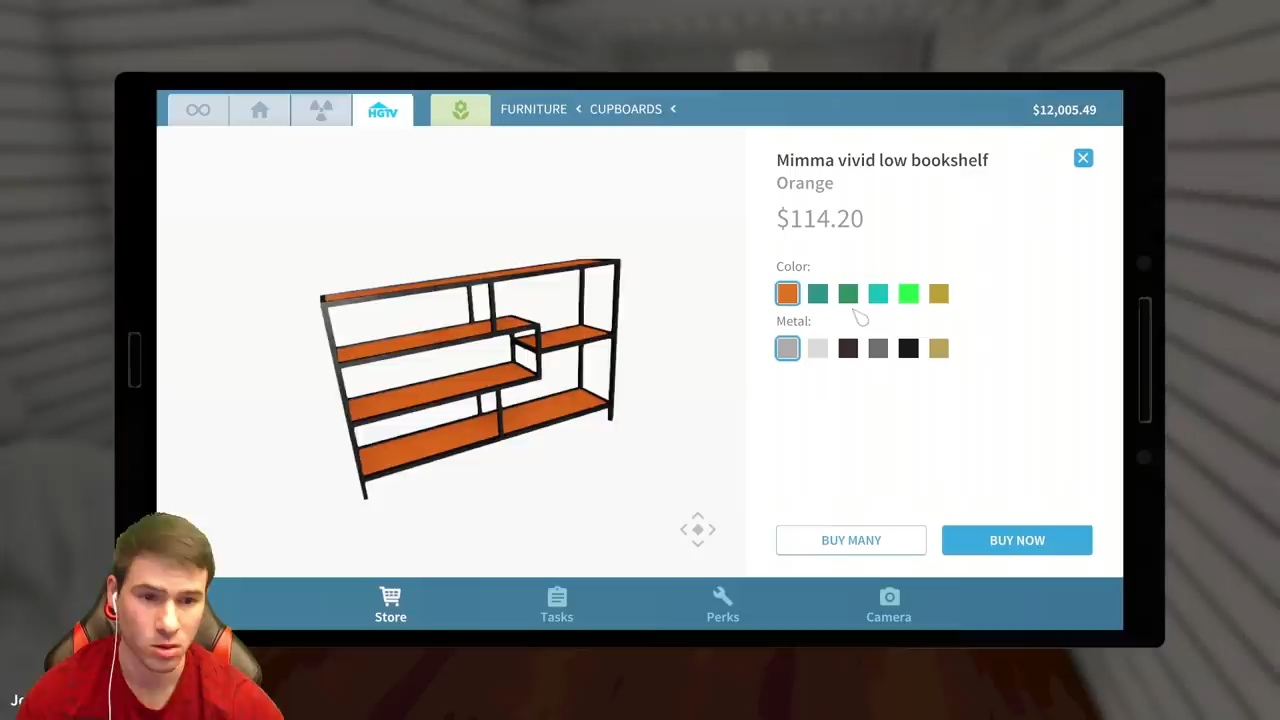 HGTV
FURNITURE < CUPBOARDS <
$12,005.49
Mimma vivid low bookshelf
Orange
$114.20
Color:
Metal:
BUY MANY
BUY NOW
Store
Tasks
Perks
Camera